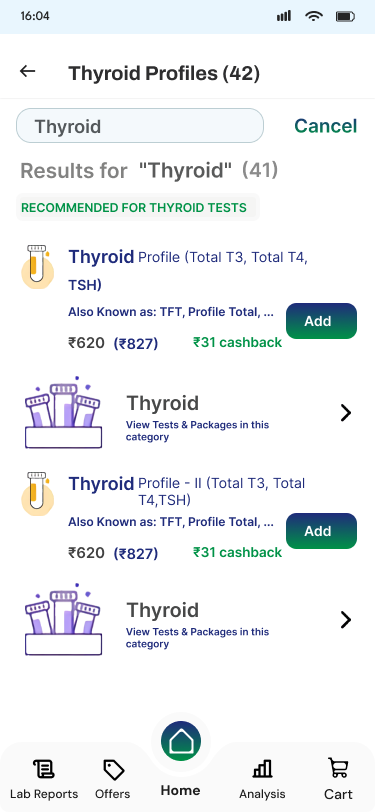 16:04
Thyroid Profiles (42)
Thyroid
Cancel
Results for "Thyroid" (41)
RECOMMENDED FOR THYROID TESTS
Thyroid Profile (Total T3, Total T4,
TSH)
Also Known as: TFT, Profile Total, ...
Add
₹620 (₹827) ₹31 cashback
Thyroid
View Tests & Packages in this
category
Thyroid Profile - II (Total T3, Total
T4,TSH)
Also Known as: TFT, Profile Total, ...
Add
₹620 (₹827) ₹31 cashback
Thyroid
View Tests & Packages in this
category
Lab Reports Offers Home Analysis Cart